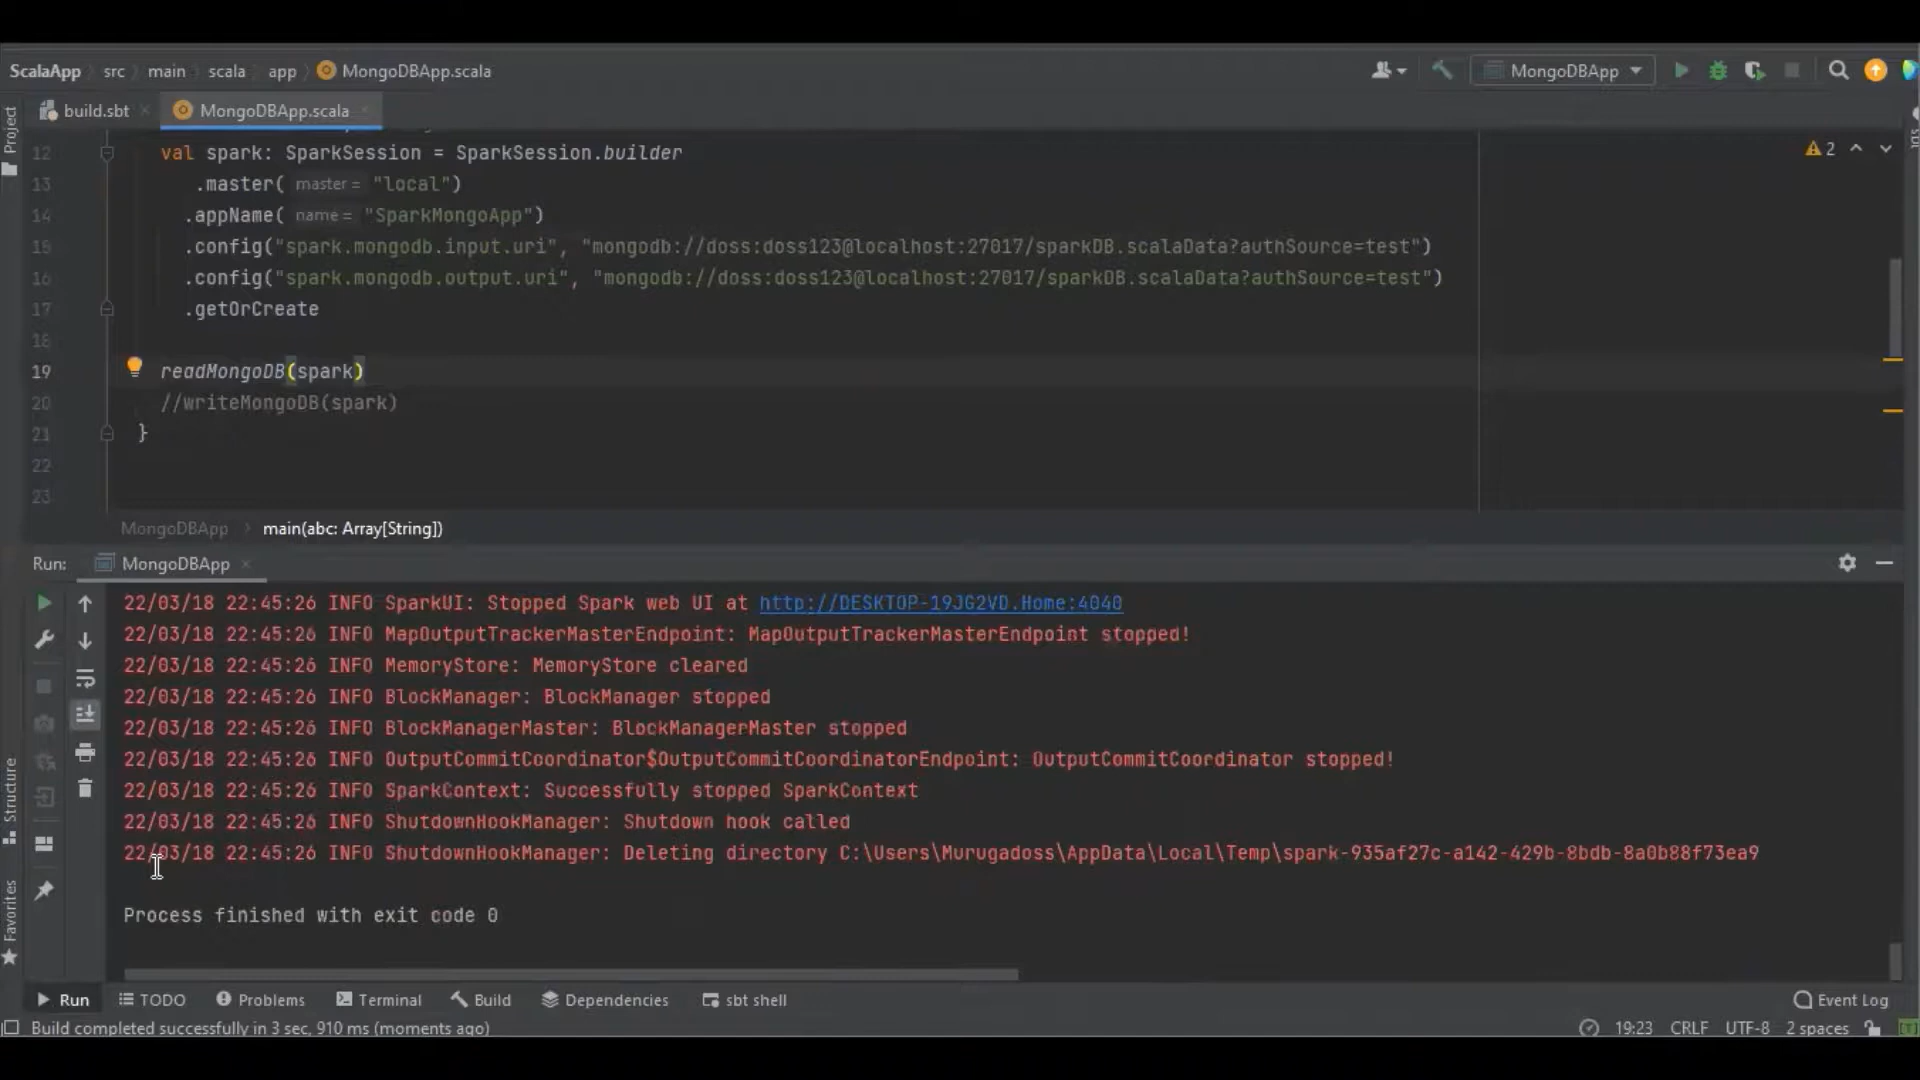 ScalaApp src main scala app MongoDBApp.scala MongoDBApp
build.sbt MongoDBApp.scala
Project
12 val spark: SparkSession = SparkSession.builder
2
13 .master( master = "local")
14 .appName( name = "SparkMongoApp")
15 .config("spark.mongodb.input.uri", "mongodb://doss:doss123@localhost:27017/sparkDB.scalaData?authSource=test")
16 .config("spark.mongodb.output.uri", "mongodb://doss:doss123@localhost:27017/sparkDB.scalaData?authSource=test")
17 .getOrCreate
18
19 readMongoDB(spark)
20 //writeMongoDB(spark)
21 }
22
23
MongoDBApp main(abc: Array[String])
Run: MongoDBApp
22/03/18 22:45:26 INFO SparkUI: Stopped Spark web UI at http://DESKTOP-19JG2VD.Home:4040
22/03/18 22:45:26 INFO MapOutputTrackerMasterEndpoint: MapOutputTrackerMasterEndpoint stopped!
22/03/18 22:45:26 INFO MemoryStore: MemoryStore cleared
22/03/18 22:45:26 INFO BlockManager: BlockManager stopped
22/03/18 22:45:26 INFO BlockManagerMaster: BlockManagerMaster stopped
22/03/18 22:45:26 INFO OutputCommitCoordinator$OutputCommitCoordinatorEndpoint: OutputCommitCoordinator stopped!
22/03/18 22:45:26 INFO SparkContext: Successfully stopped SparkContext
22/03/18 22:45:26 INFO ShutdownHookManager: Shutdown hook called
22/03/18 22:45:26 INFO ShutdownHookManager: Deleting directory C:\Users\Murugadoss\AppData\Local\Temp\spark-935af27c-a142-429b-8bdb-8a0b88f73ea9
Process finished with exit code 0
Structure
Favorites
Run TODO Problems Terminal Build Dependencies sbt shell Event Log
Build completed successfully in 3 sec, 910 ms (moments ago) 19:23 CRLF UTF-8 2 spaces